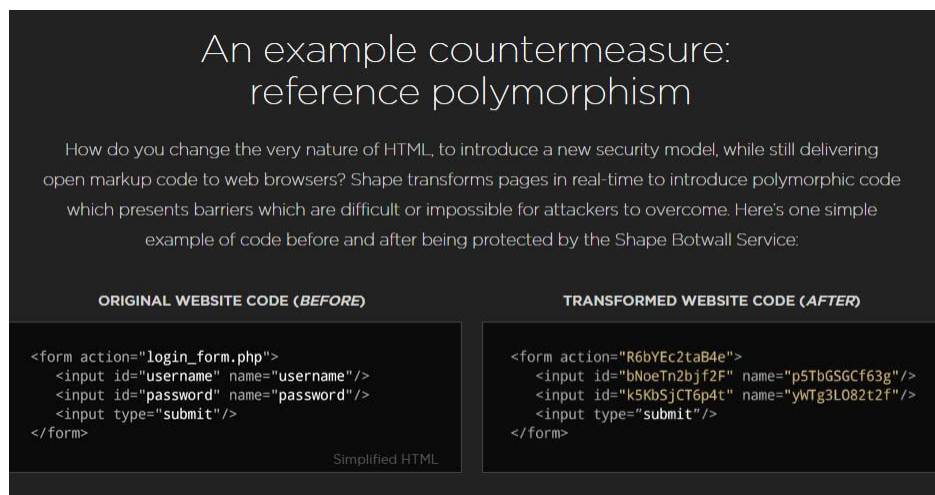 An example countermeasure:
reference polymorphism
How do you change the very nature of HTML, to introduce a new security model, while still delivering
open markup code to web browsers? Shape transforms pages in real-time to introduce polymorphic code
which presents barriers which are difficult or impossible for attackers to overcome. Here's one simple
example of code before and after being protected by the Shape Botwall Service:
ORIGINAL WEBSITE CODE (BEFORE)
<form action="login_form.php">
<input id="username" name="username"/>
<input id="password" name="password"/>
<input type="submit"/>
</form>
Simplified HTML
TRANSFORMED WEBSITE CODE (AFTER)
<form action="R6bYEc2taB4e">
<input id="bNoeTn2bjf2F" name="p5TbGSGCf63g"/>
<input id="k5KbSjCT6p4t" name="yWTg3LO82t2f"/>
<input type="submit"/>
</form>